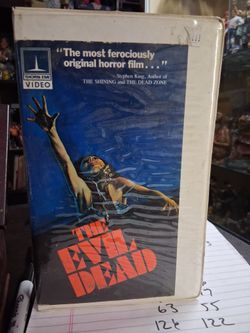 THORN EMI
VIDEO
"The most ferociously
original horror film . . ."
– Stephen King, Author of
THE SHINING and THE DEAD ZONE
THE
EVIL
DEAD
63 55
12k 122